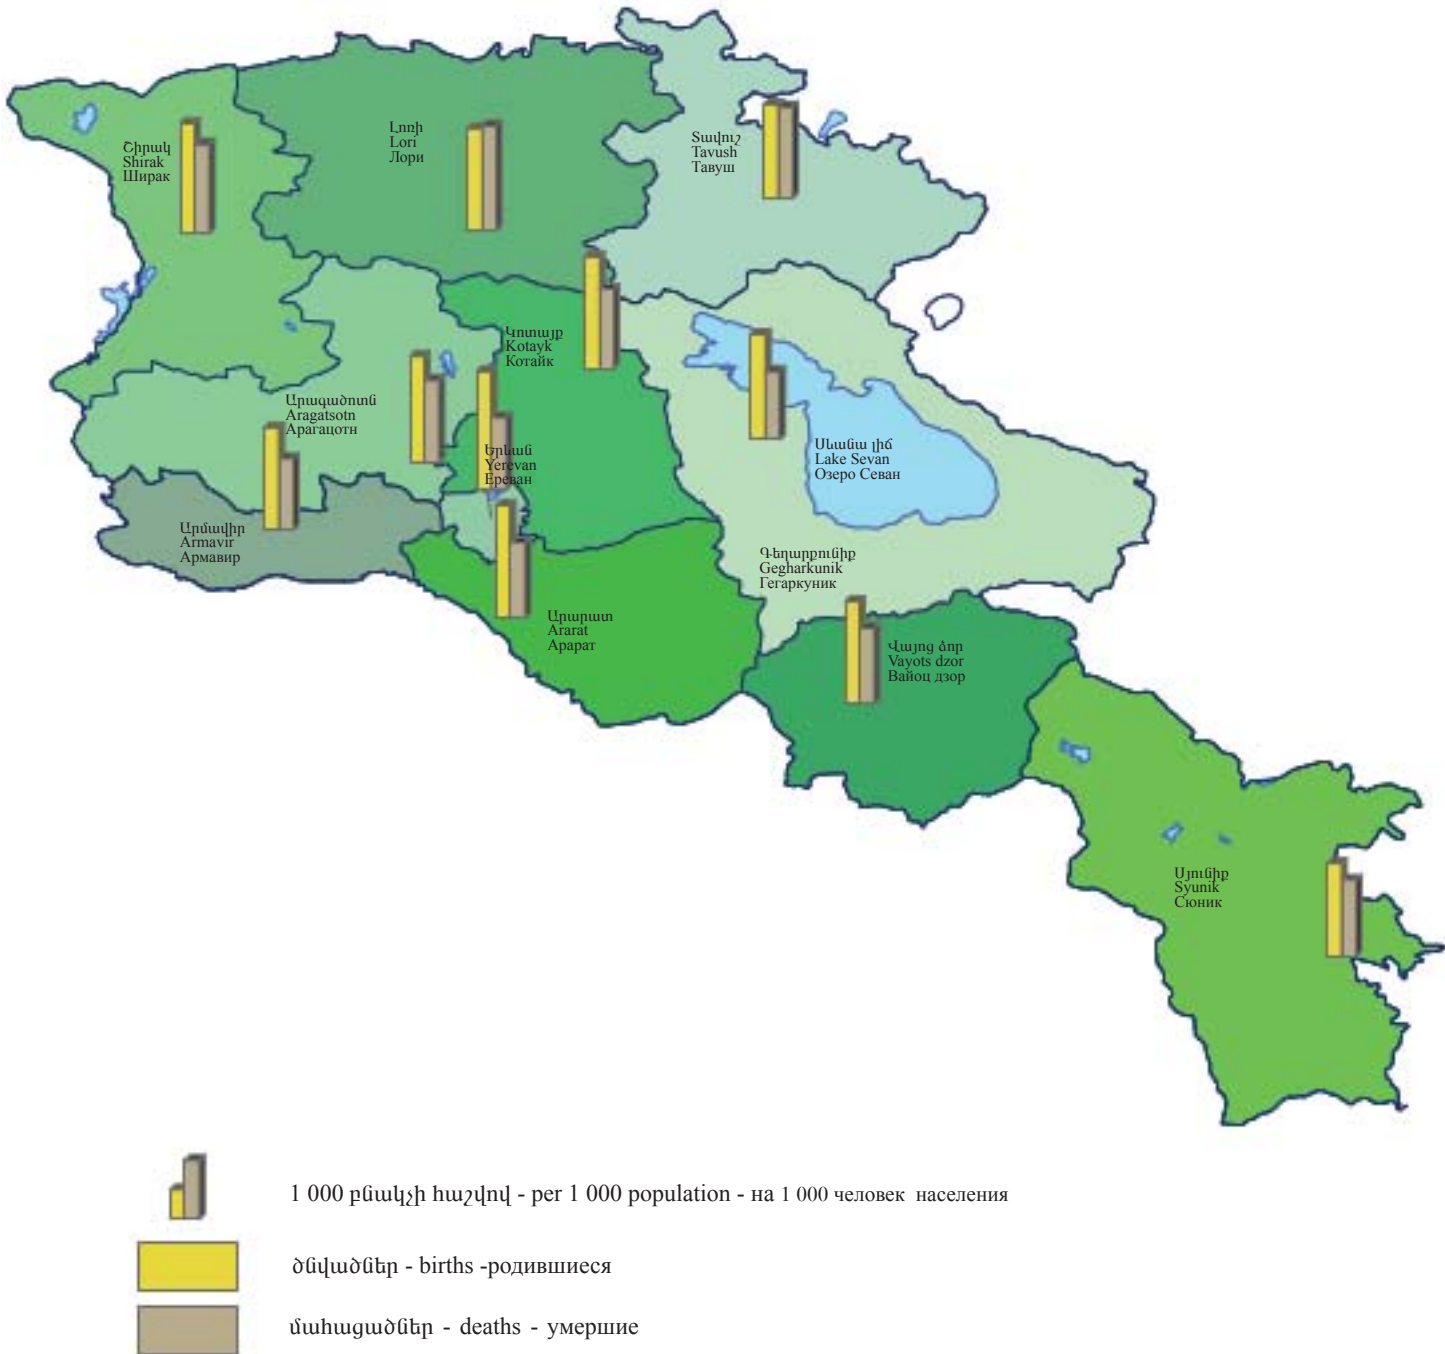 Շիրակ
Shirak
Ширак
Լոռի
Lori
Лори
Տավուշ
Tavush
Тавуш
Կոտայք
Kotayk
Котайк
Արագածոտն
Aragatsotn
Арагацотн
Երևան
Yerevan
Ереван
Սևանա լիճ
Lake Sevan
Озеро Севан
Արմավիր
Armavir
Армавир
Գեղարքունիք
Gegharkunik
Гегаркуник
Արարատ
Ararat
Арарат
Վայոց ձոր
Vayots dzor
Вайоц дзор
Սյունիք
Syunik
Сюник
1 000 բնակչի հաշվով - per 1 000 population - на 1 000 человек населения
ծնվածներ - births -родившиеся
մահացածներ - deaths - умершие